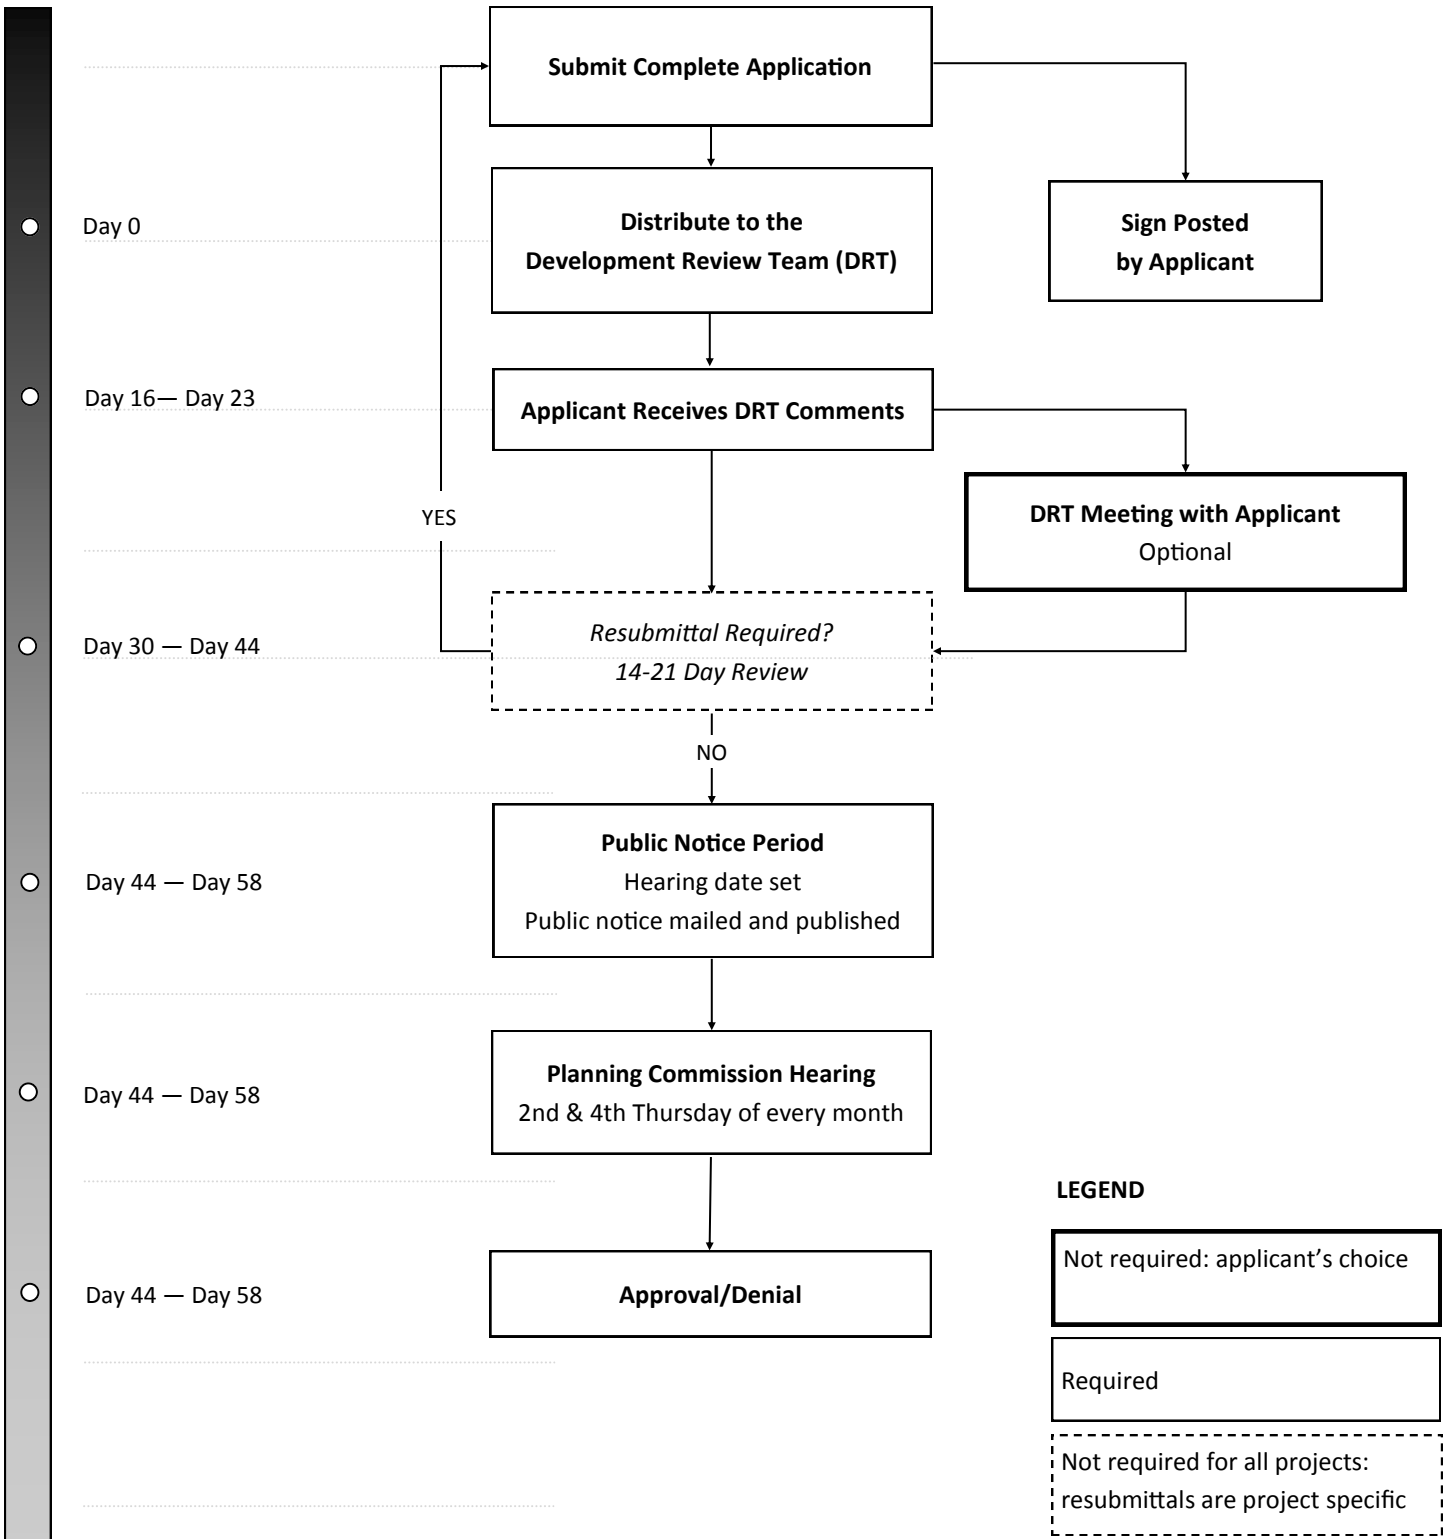 Submit Complete Application
Day 0
Distribute to the
Development Review Team (DRT)
Sign Posted
by Applicant
Day 16— Day 23
Applicant Receives DRT Comments
DRT Meeting with Applicant
Optional
YES
Day 30 — Day 44
Resubmittal Required?
14-21 Day Review
NO
Day 44 — Day 58
Public Notice Period
Hearing date set
Public notice mailed and published
Day 44 — Day 58
Planning Commission Hearing
2nd & 4th Thursday of every month
Day 44 — Day 58
Approval/Denial
LEGEND
Not required: applicant’s choice
Required
Not required for all projects:
resubmittals are project specific